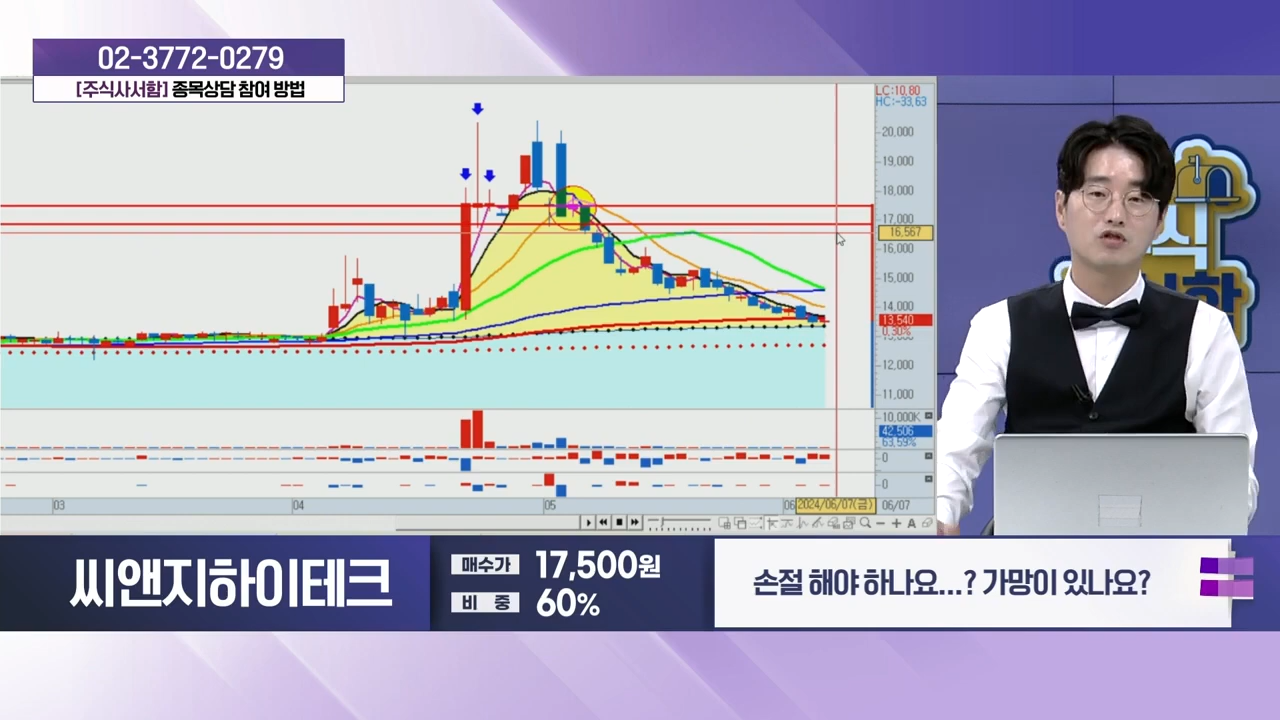 02-3772-0279
[주식사서함] 종목상담 참여 방법
LC:10.80
HC:-33.63
20,000
19,000
18,000
17,000
16,567
16,000
15,000
14,000
13,540
0.30%
12,000
11,000
10,000K
42,506
63.59%
0
0
03
04
05
06
2024/06/07(금)
06/07
A
식
씨앤지하이테크
매수가 17,500원
비 중 60%
손절 해야 하나요...? 가망이 있나요?